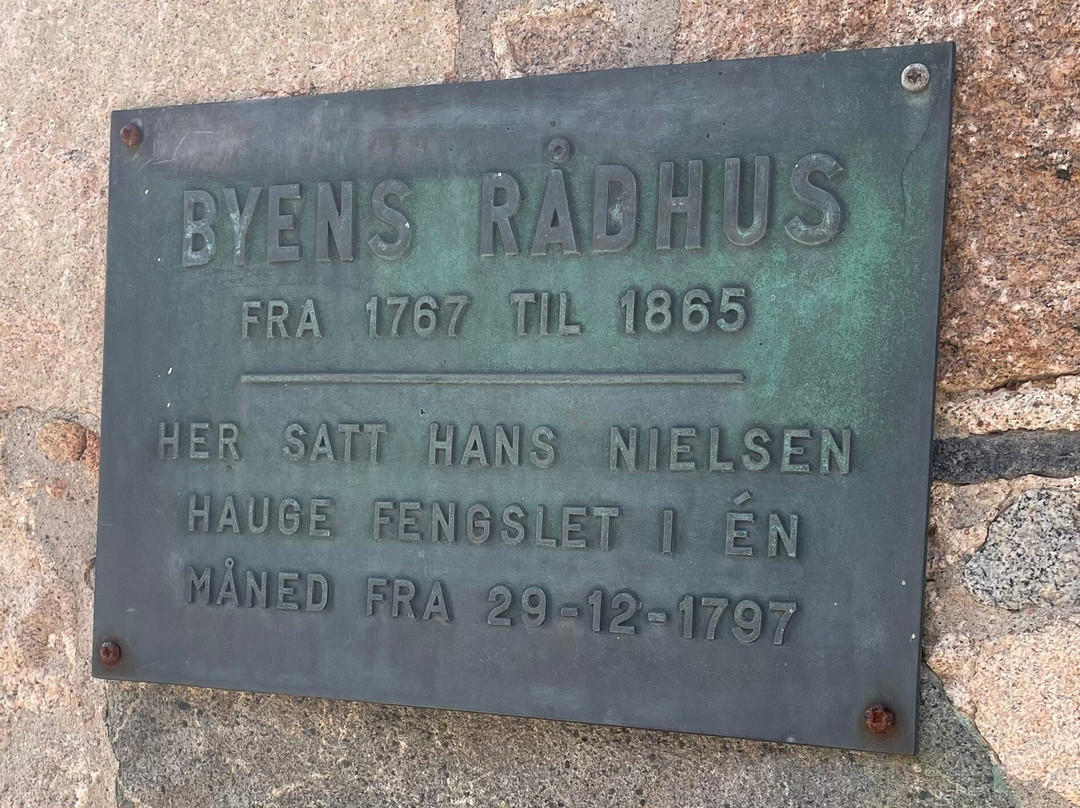 BYENS RÅDHUS
FRA 1767 TIL 1865
HER SATT HANS NIELSEN
HAUGE FENGSLET I ÉN
MÅNED FRA 29-12-1797